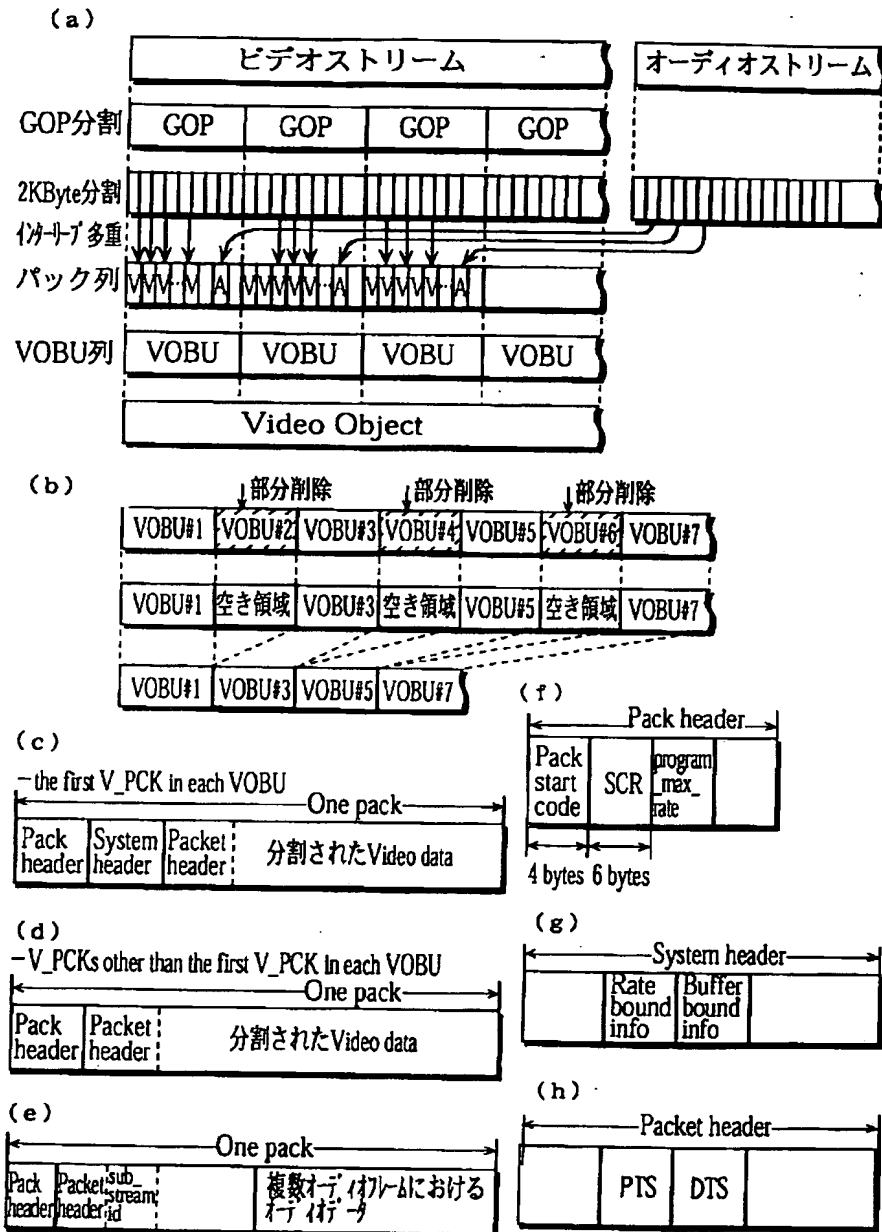 (a)
ビデオストリーム
オーディオストリーム
GOP分割
GOP
GOP
GOP
GOP
2KByte分割
インターリーブ多重
パック列
V V V … V A V V V V V … A V V V V V … A
VOBU列
VOBU
VOBU
VOBU
VOBU
Video Object
(b)
部分削除
部分削除
部分削除
VOBU#1
VOBU#2
VOBU#3
VOBU#4
VOBU#5
VOBU#6
VOBU#7
VOBU#1
空き領域
VOBU#3
空き領域
VOBU#5
空き領域
VOBU#7
VOBU#1
VOBU#3
VOBU#5
VOBU#7
(c)
-the first V_PCK in each VOBU
One pack
Pack
header
System
header
Packet
header
分割されたVideo data
(d)
-V_PCKs other than the first V_PCK in each VOBU
One pack
Pack
header
Packet
header
分割されたVideo data
(e)
One pack
Pack
header
Packet
header
sub_
stream
id
複数オーディオフレームにおける
オーディオデータ
(f)
Pack header
Pack
start
code
SCR
program
_max_
rate
4 bytes
6 bytes
(g)
System header
Rate
bound
info
Buffer
bound
info
(h)
Packet header
PTS
DTS